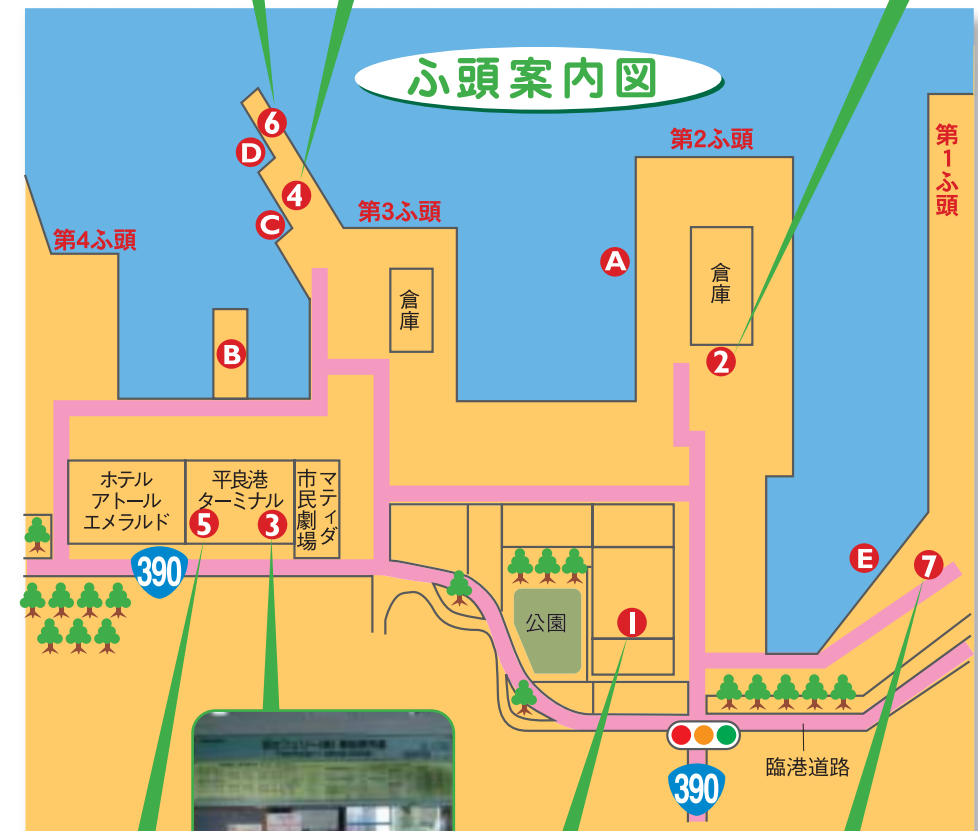 ふ頭案内図
第2ふ頭
第1ふ頭
6
D
4
第3ふ頭
C
第4ふ頭
A
倉庫
倉庫
B
2
ホテル
アトール
エメラルド
平良港
ターミナル
マティダ
市民劇場
5
3
390
E
7
公園
1
臨港道路
390